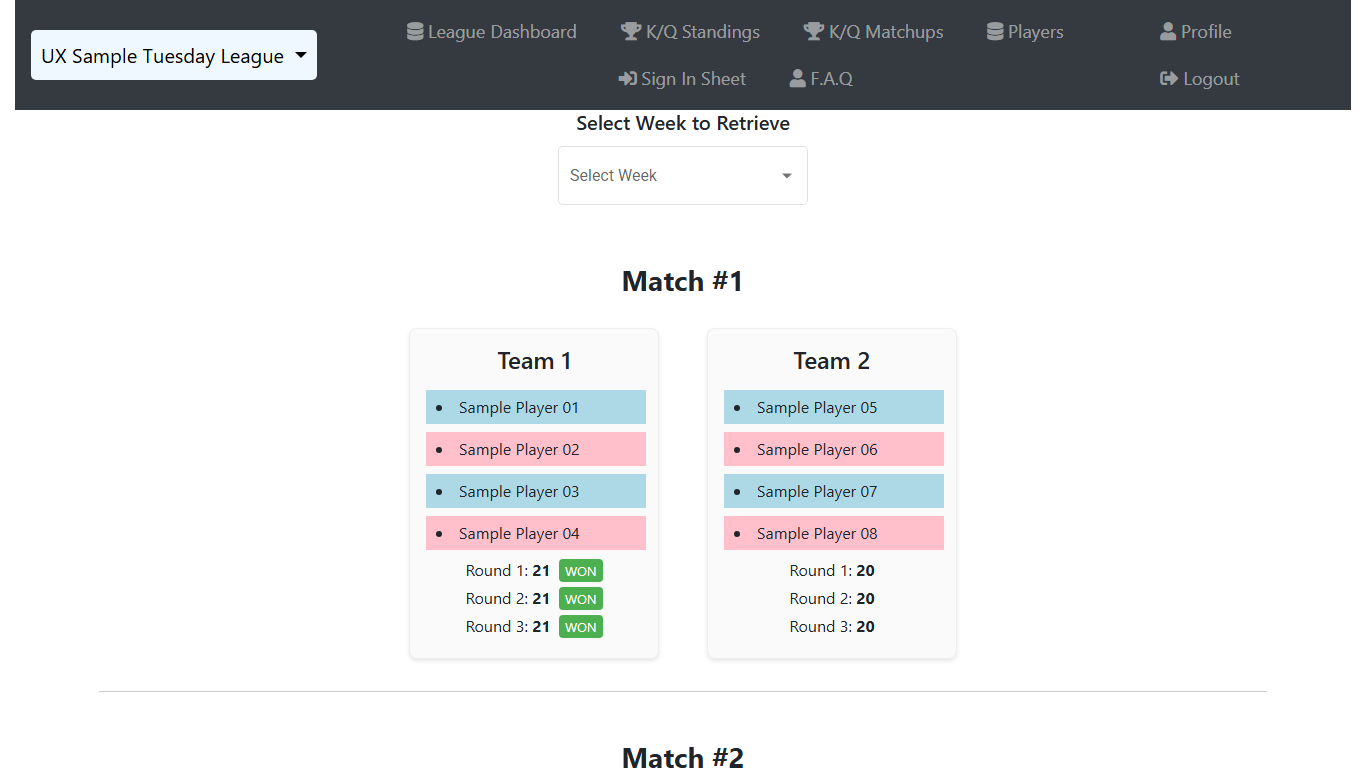 UX Sample Tuesday League
League Dashboard K/Q Standings K/Q Matchups Players Profile
Sign In Sheet F.A.Q Logout
Select Week to Retrieve
Select Week
Match #1
Team 1
Sample Player 01
Sample Player 02
Sample Player 03
Sample Player 04
Round 1: 21 WON
Round 2: 21 WON
Round 3: 21 WON
Team 2
Sample Player 05
Sample Player 06
Sample Player 07
Sample Player 08
Round 1: 20
Round 2: 20
Round 3: 20
Match #2